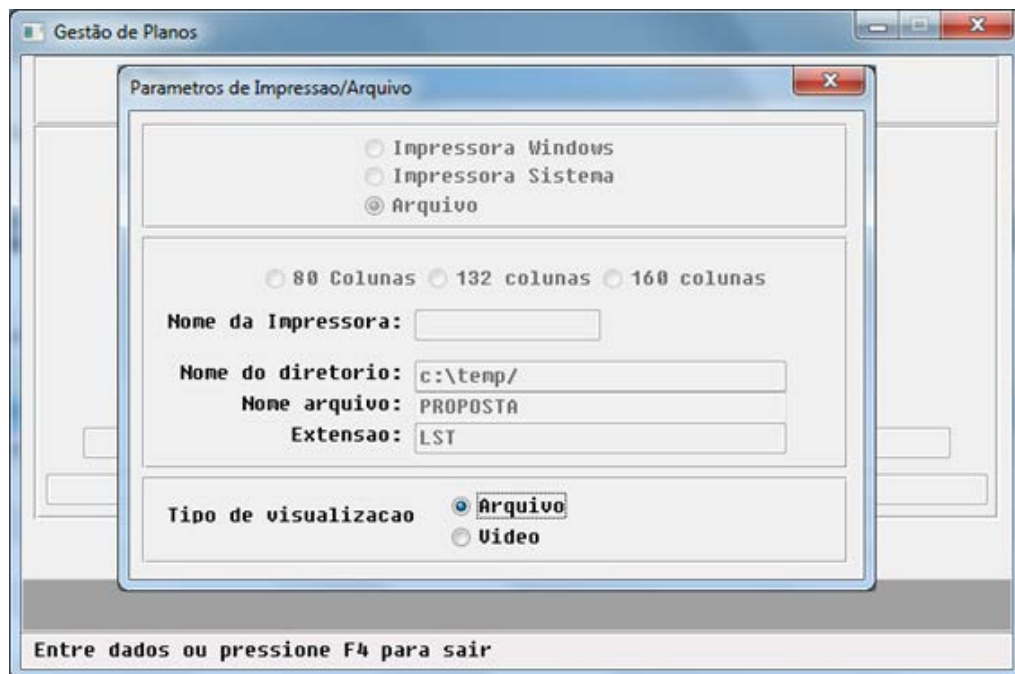 Gestão de Planos
Parametros de Impressao/Arquivo
Impressora Windows
Impressora Sistema
Arquivo
80 Colunas 132 colunas 160 colunas
Nome da Impressora:
Nome do diretorio: c:\temp/
Nome arquivo: PROPOSTA
Extensao: LST
Tipo de visualizacao Arquivo
Video
Entre dados ou pressione F4 para sair